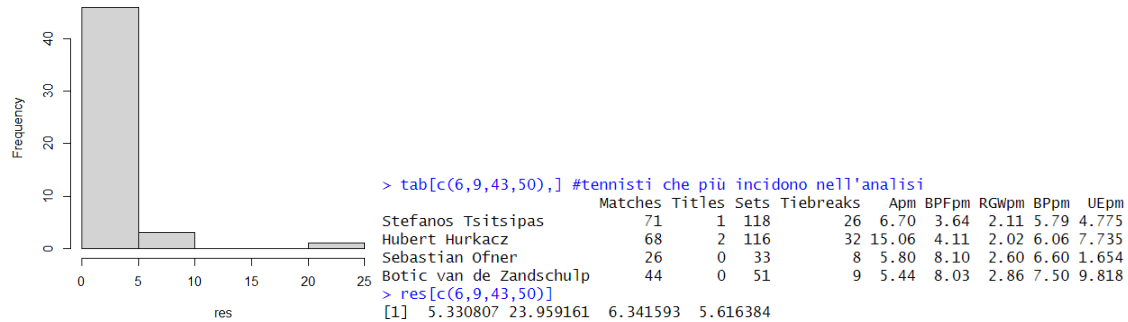 Frequency
40
30
20
10
0
0 5 10 15 20 25
res
> tab[c(6,9,43,50),] #tennisti che più incidono nell'analisi
Matches Titles Sets Tiebreaks Apm BPFpm RGWpm BPpm UEpm
Stefanos Tsitsipas 71 1 118 26 6.70 3.64 2.11 5.79 4.775
Hubert Hurkacz 68 2 116 32 15.06 4.11 2.02 6.06 7.735
Sebastian Ofner 26 0 33 8 5.80 8.10 2.60 6.60 1.654
Botic van de Zandschulp 44 0 51 9 5.44 8.03 2.86 7.50 9.818
> res[c(6,9,43,50)]
[1] 5.330807 23.959161 6.341593 5.616384